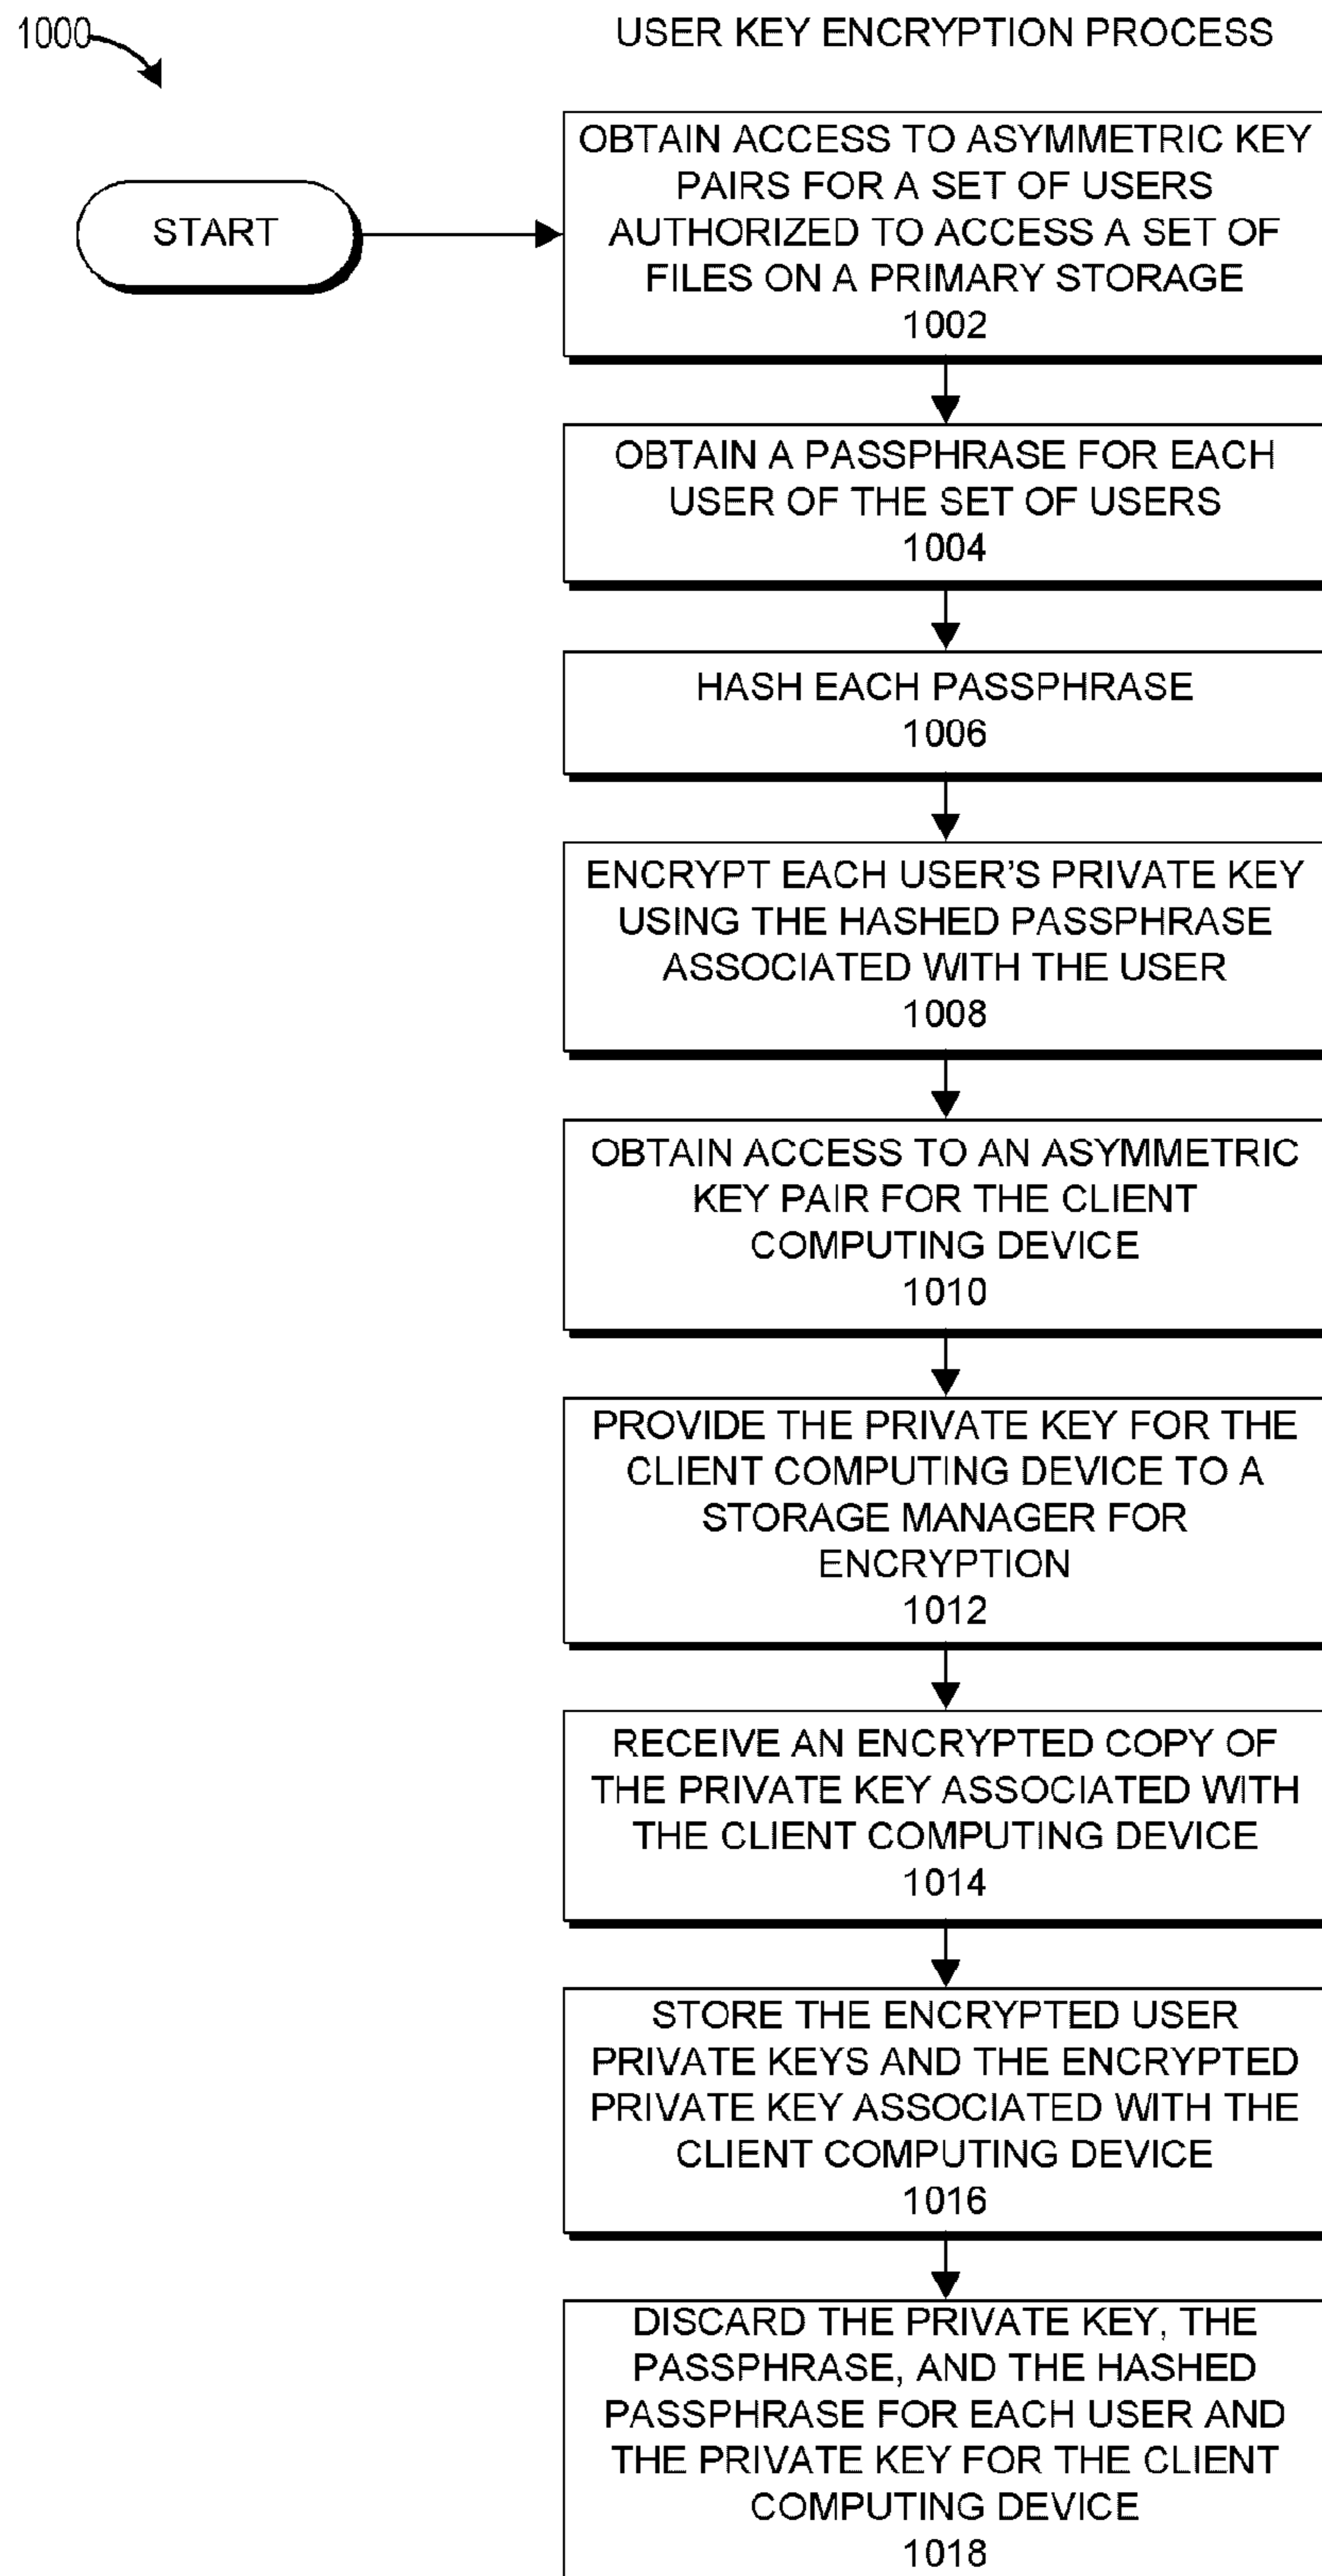 1000
USER KEY ENCRYPTION PROCESS
START
OBTAIN ACCESS TO ASYMMETRIC KEY
PAIRS FOR A SET OF USERS
AUTHORIZED TO ACCESS A SET OF
FILES ON A PRIMARY STORAGE
1002
OBTAIN A PASSPHRASE FOR EACH
USER OF THE SET OF USERS
1004
HASH EACH PASSPHRASE
1006
ENCRYPT EACH USER'S PRIVATE KEY
USING THE HASHED PASSPHRASE
ASSOCIATED WITH THE USER
1008
OBTAIN ACCESS TO AN ASYMMETRIC
KEY PAIR FOR THE CLIENT
COMPUTING DEVICE
1010
PROVIDE THE PRIVATE KEY FOR THE
CLIENT COMPUTING DEVICE TO A
STORAGE MANAGER FOR
ENCRYPTION
1012
RECEIVE AN ENCRYPTED COPY OF
THE PRIVATE KEY ASSOCIATED WITH
THE CLIENT COMPUTING DEVICE
1014
STORE THE ENCRYPTED USER
PRIVATE KEYS AND THE ENCRYPTED
PRIVATE KEY ASSOCIATED WITH THE
CLIENT COMPUTING DEVICE
1016
DISCARD THE PRIVATE KEY, THE
PASSPHRASE, AND THE HASHED
PASSPHRASE FOR EACH USER AND
THE PRIVATE KEY FOR THE CLIENT
COMPUTING DEVICE
1018